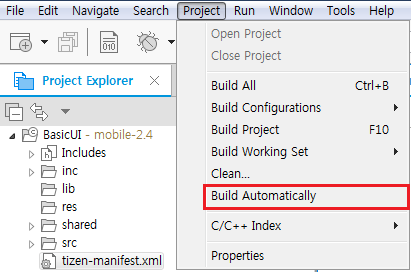 File Edit Navigate Search Project Run Window Tools Help
010
Project Explorer
BasicUI - mobile-2.4
Includes
inc
lib
res
shared
src
tizen-manifest.xml
Open Project
Close Project
Build All Ctrl+B
Build Configurations
Build Project F10
Build Working Set
Clean...
Build Automatically
C/C++ Index
Properties